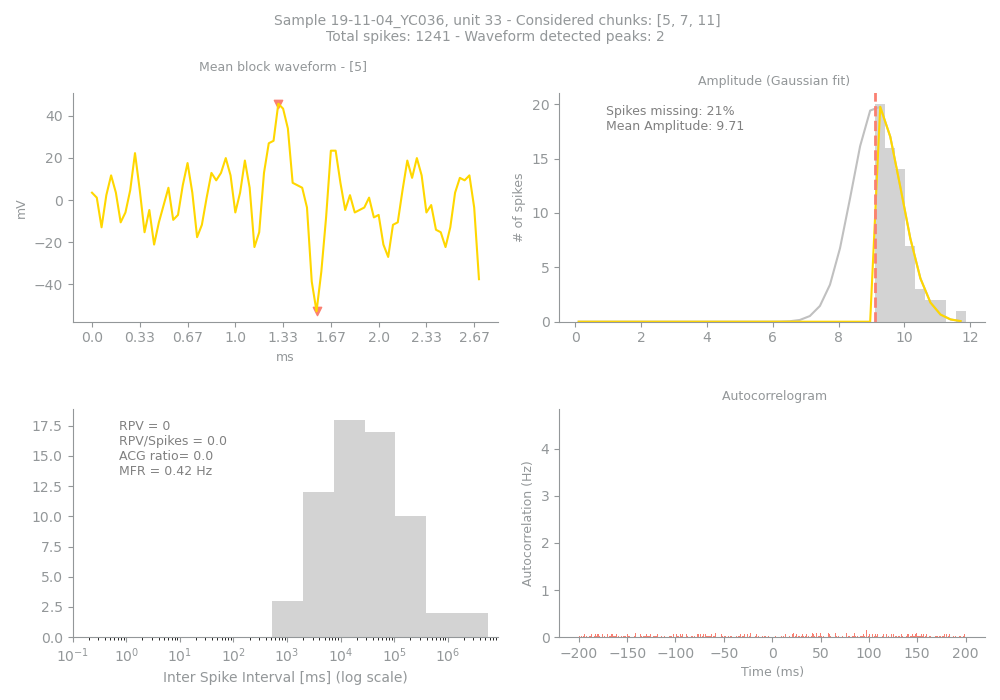 Sample 19-11-04_YC036, unit 33 - Considered chunks: [5, 7, 11]
Total spikes: 1241 - Waveform detected peaks: 2
Mean block waveform - [5]
40
20
0
−20
−40
mV
0.0 0.33 0.67 1.0 1.33 1.67 2.0 2.33 2.67
ms
Amplitude (Gaussian fit)
Spikes missing: 21%
Mean Amplitude: 9.71
20
15
10
5
0
# of spikes
0 2 4 6 8 10 12
RPV = 0
RPV/Spikes = 0.0
ACG ratio= 0.0
MFR = 0.42 Hz
17.5
15.0
12.5
10.0
7.5
5.0
2.5
0.0
10⁻¹ 10⁰ 10¹ 10² 10³ 10⁴ 10⁵ 10⁶
Inter Spike Interval [ms] (log scale)
Autocorrelogram
4
3
2
1
0
Autocorrelation (Hz)
−200 −150 −100 −50 0 50 100 150 200
Time (ms)